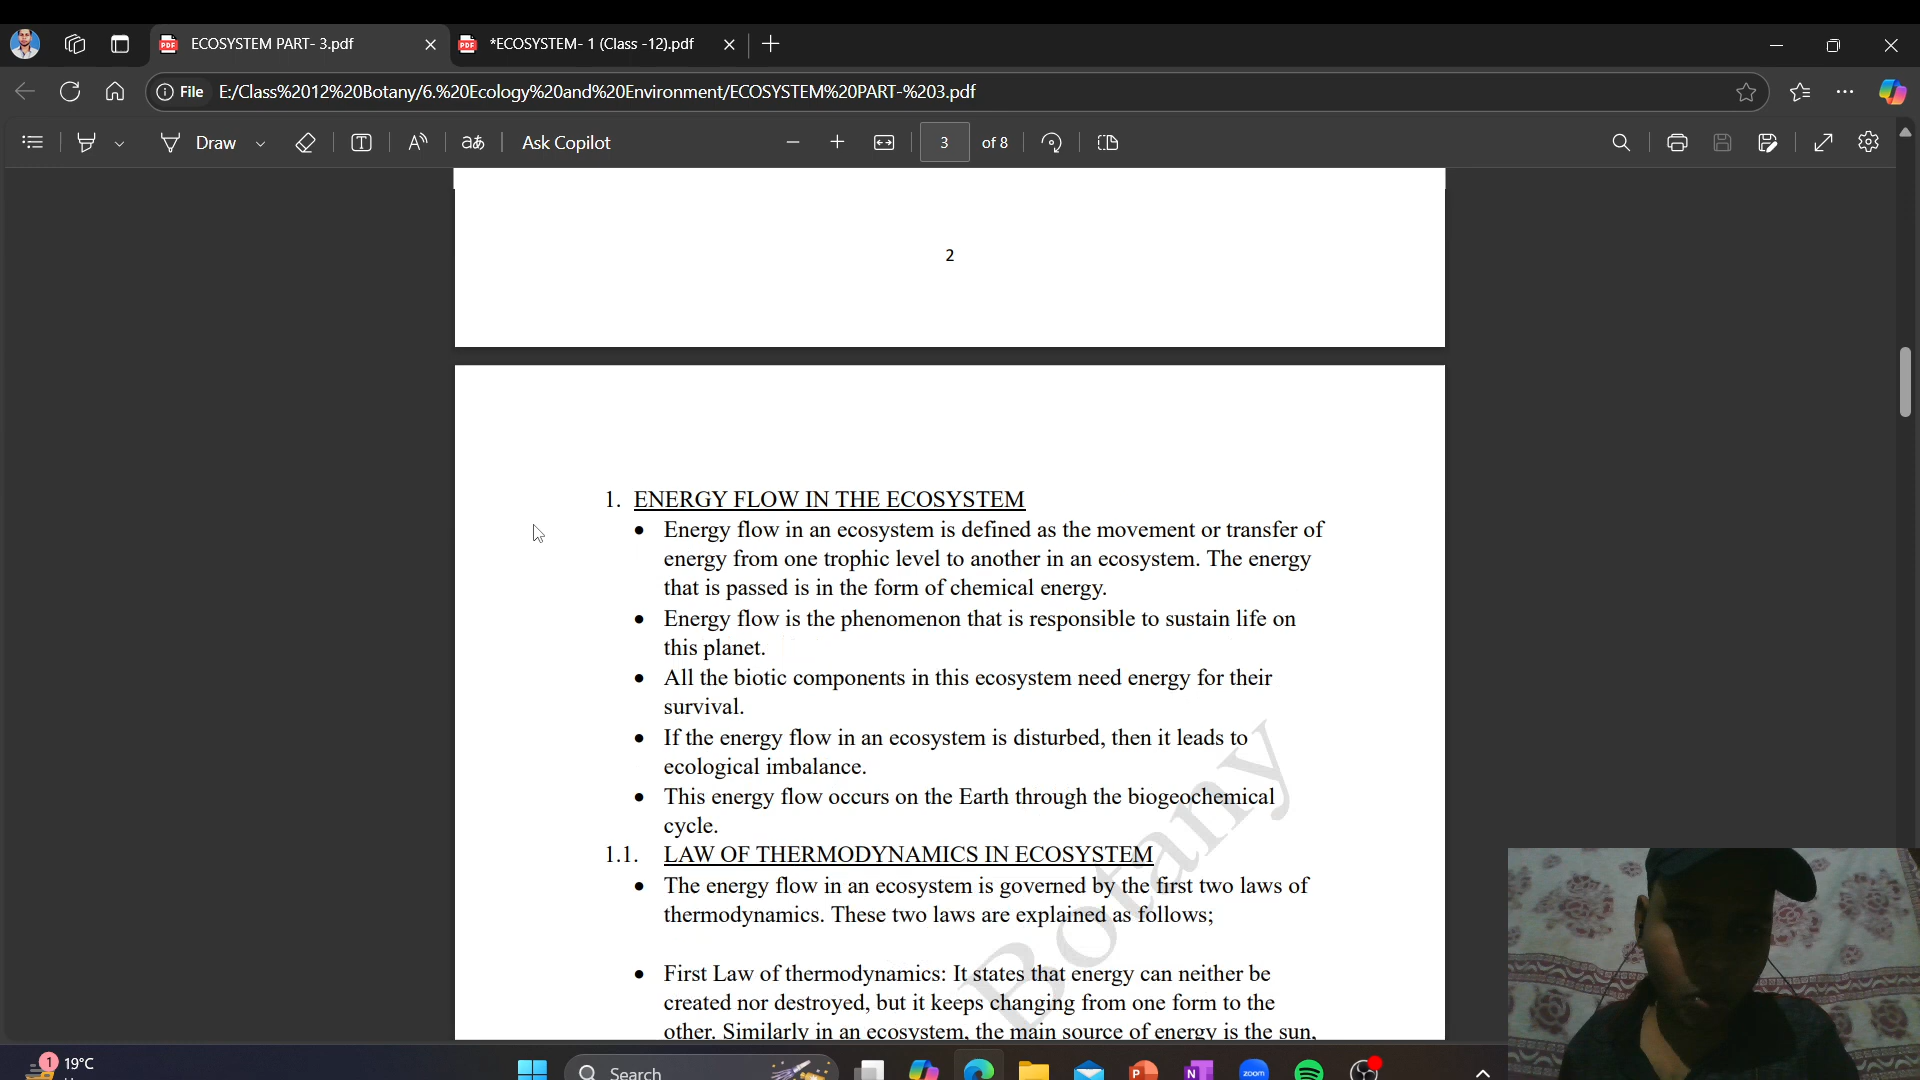 ECOSYSTEM PART- 3.pdf
*ECOSYSTEM- 1 (Class -12).pdf
File E:/Class%2012%20Botany/6.%20Ecology%20and%20Environment/ECOSYSTEM%20PART-%203.pdf
Draw
Ask Copilot
3 of 8
2
1. ENERGY FLOW IN THE ECOSYSTEM
• Energy flow in an ecosystem is defined as the movement or transfer of
energy from one trophic level to another in an ecosystem. The energy
that is passed is in the form of chemical energy.
• Energy flow is the phenomenon that is responsible to sustain life on
this planet.
• All the biotic components in this ecosystem need energy for their
survival.
• If the energy flow in an ecosystem is disturbed, then it leads to
ecological imbalance.
• This energy flow occurs on the Earth through the biogeochemical
cycle.
1.1. LAW OF THERMODYNAMICS IN ECOSYSTEM
• The energy flow in an ecosystem is governed by the first two laws of
thermodynamics. These two laws are explained as follows;
• First Law of thermodynamics: It states that energy can neither be
created nor destroyed, but it keeps changing from one form to the
other. Similarly in an ecosystem, the main source of energy is the sun,
Botany
1
19°C
Search
zoom